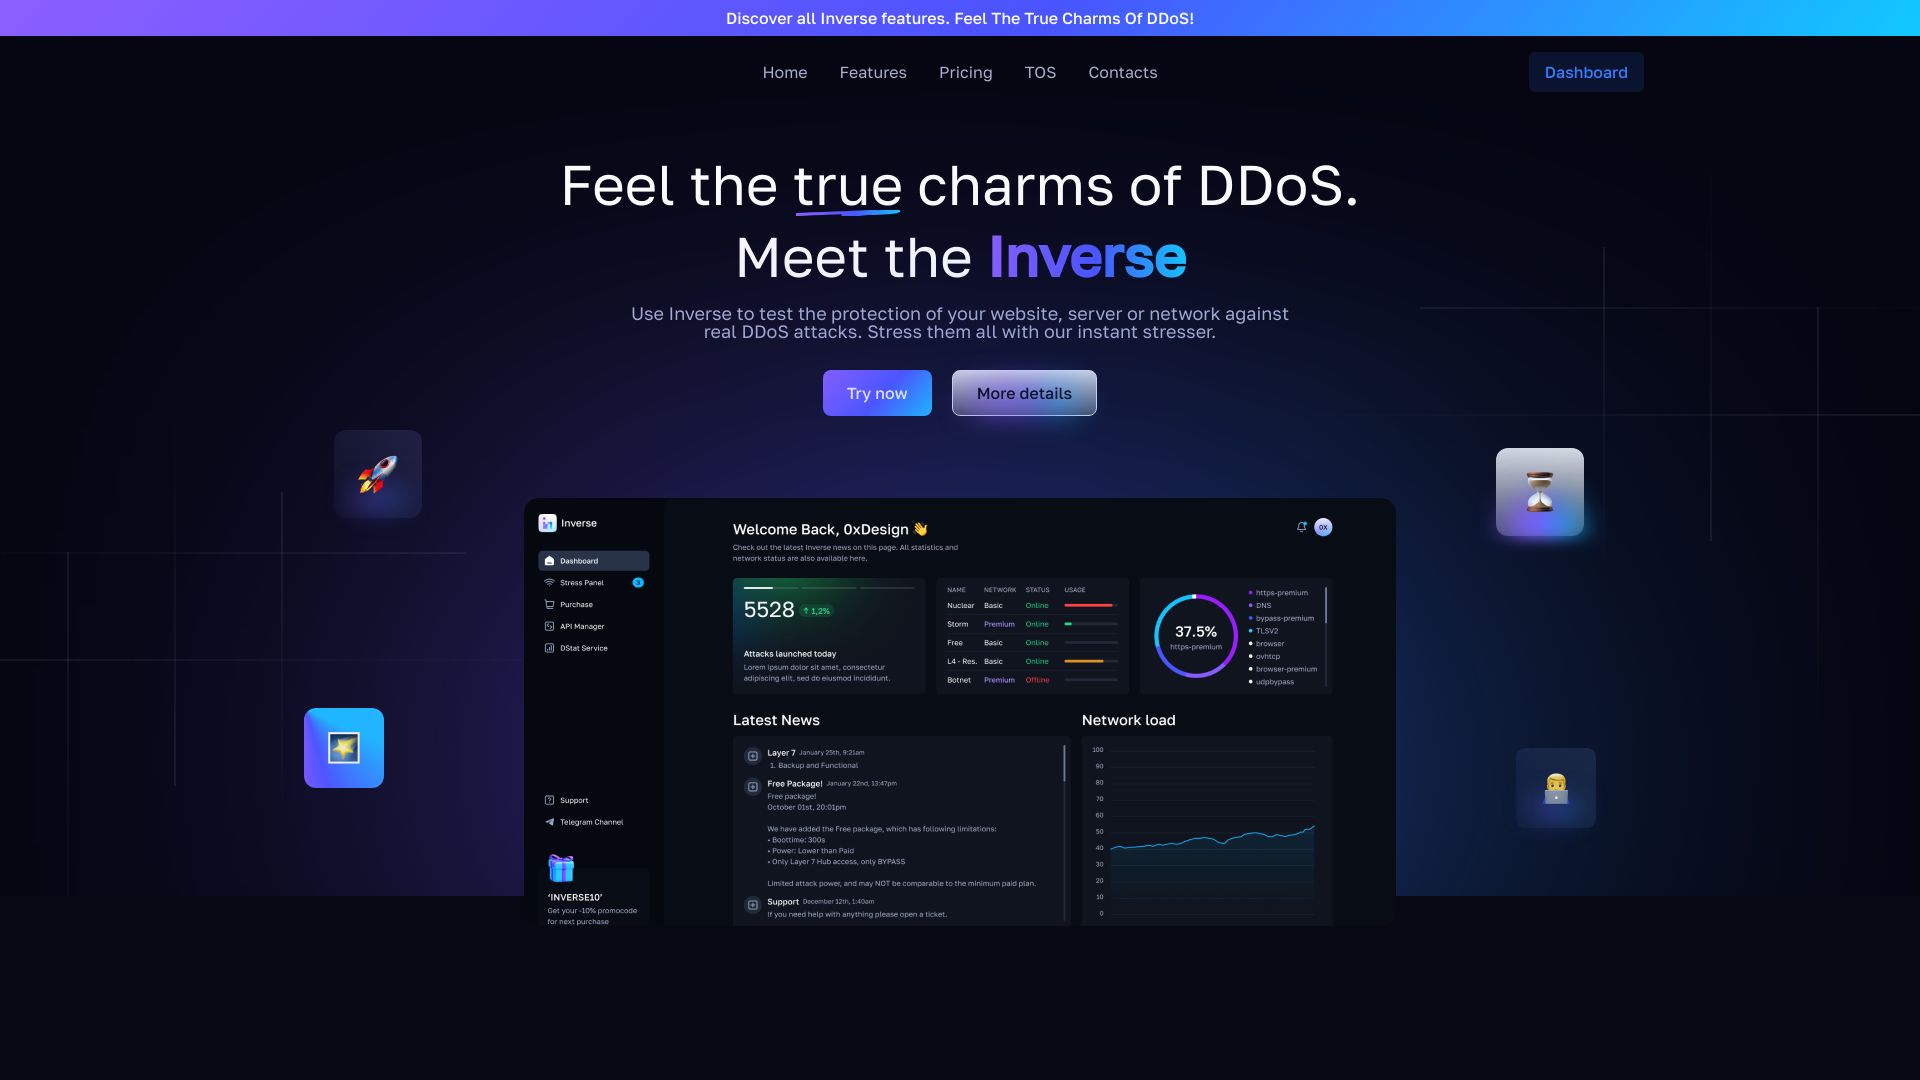 Discover all Inverse features. Feel The True Charms Of DDoS!
Home
Features
Pricing
TOS
Contacts
Dashboard
Feel the true charms of DDoS.
Meet the Inverse
Use Inverse to test the protection of your website, server or network against
real DDoS attacks. Stress them all with our instant stresser.
Try now
More details
Inverse
Dashboard
Stress Panel
3
Purchase
API Manager
DStat Service
Support
Telegram Channel
‘INVERSE10’
Get your -10% promocode
for next purchase
Welcome Back, 0xDesign 👋
Check out the latest Inverse news on this page. All statistics and
network status are also available here.
0X
5528
↑ 1,2%
Attacks launched today
Lorem ipsum dolor sit amet, consectetur
adipiscing elit, sed do eiusmod incididunt.
NAME NETWORK STATUS USAGE
Nuclear Basic Online
Storm Premium Online
Free Basic Online
L4 - Res. Basic Online
Botnet Premium Offline
37.5%
https-premium
https-premium
DNS
bypass-premium
TLSV2
browser
ovhtcp
browser-premium
udpbypass
Latest News
Layer 7 January 25th, 9:21am
1. Backup and Functional
Free Package! January 22nd, 13:47pm
Free package!
October 01st, 20:01pm
We have added the Free package, which has following limitations:
• Boottime: 300s
• Power: Lower than Paid
• Only Layer 7 Hub access, only BYPASS
Limited attack power, and may NOT be comparable to the minimum paid plan.
Support December 12th, 1:40am
If you need help with anything please open a ticket.
Network load
100
90
80
70
60
50
40
30
20
10
0